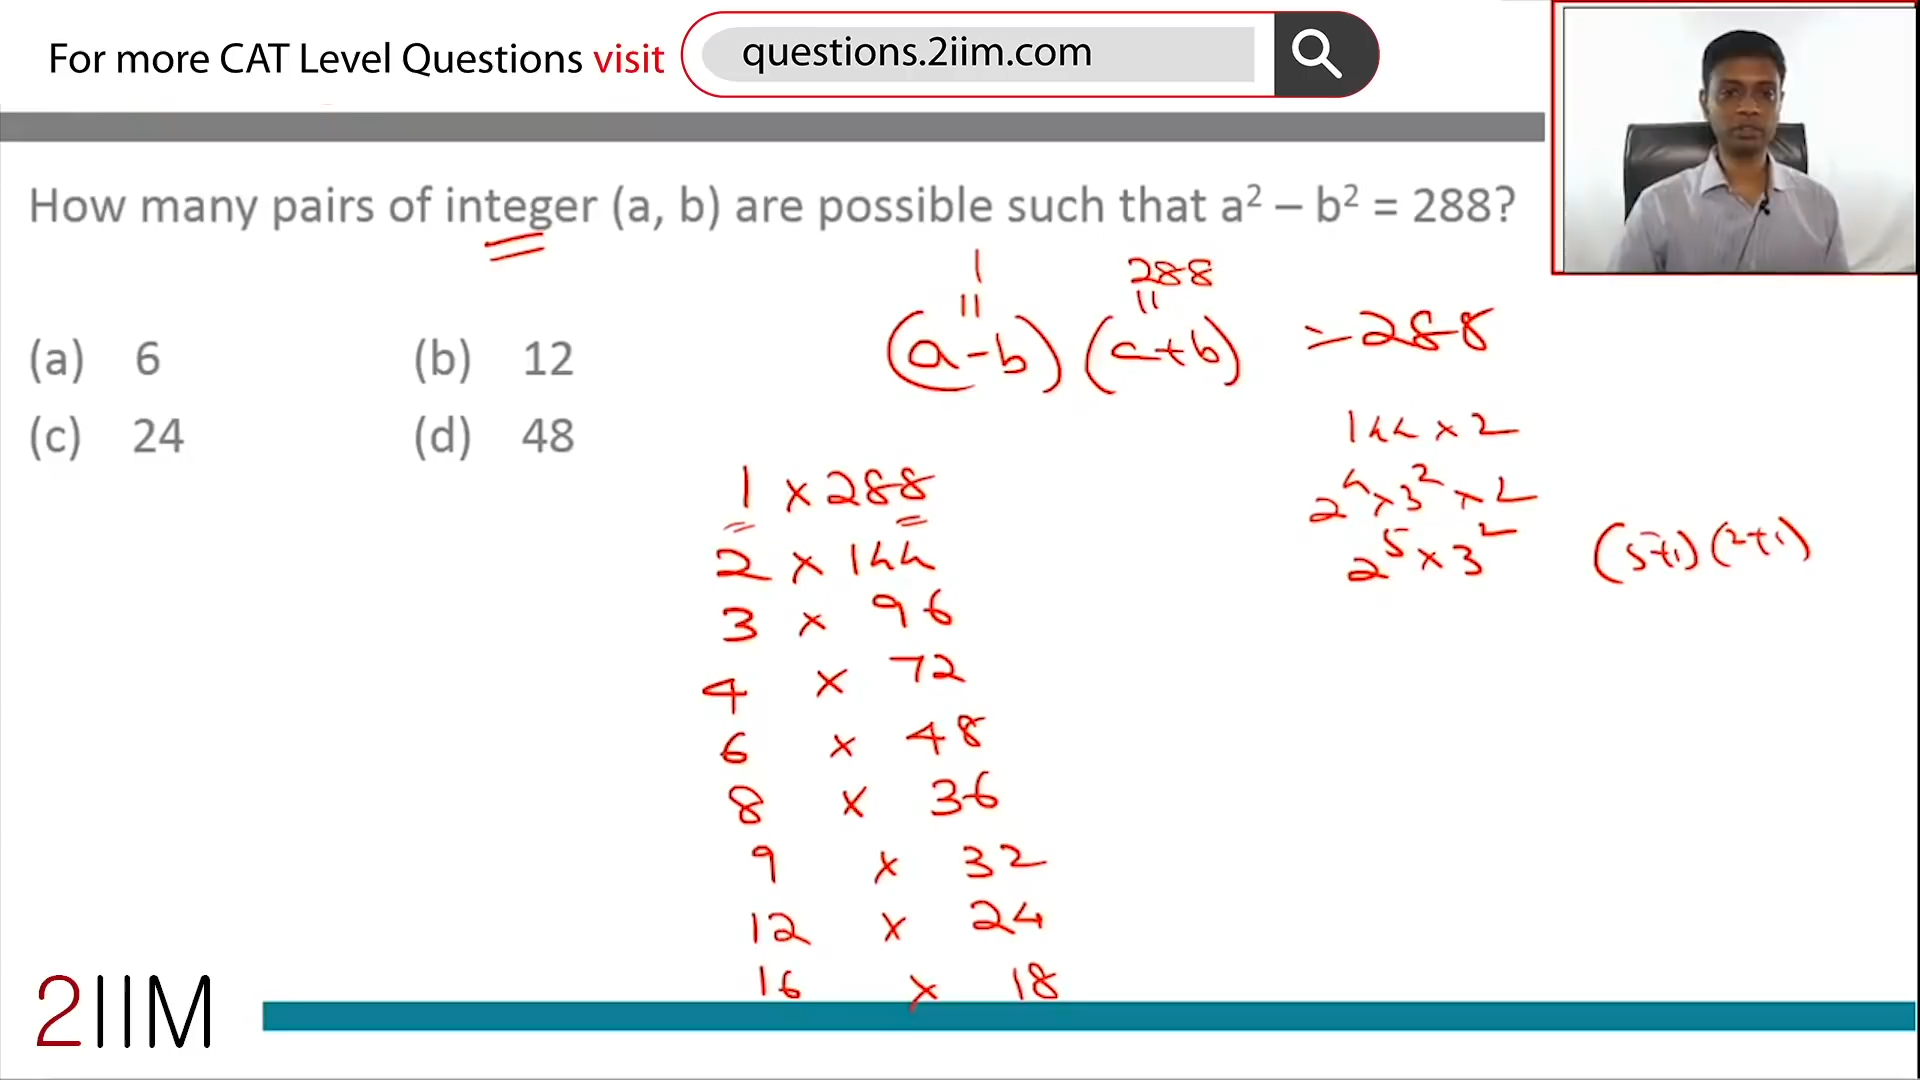 For more CAT Level Questions visit questions.2iim.com
How many pairs of integer (a, b) are possible such that a² – b² = 288?
1 288
= =
(a-b) (a+b) = 288
(a) 6 (b) 12
(c) 24 (d) 48
144 x 2
2⁴ x 3² x 2
2⁵ x 3² (5+1) (2+1)
1 x 288
2 x 144
3 x 96
4 x 72
6 x 48
8 x 36
9 x 32
12 x 24
16 x 18
2IIM